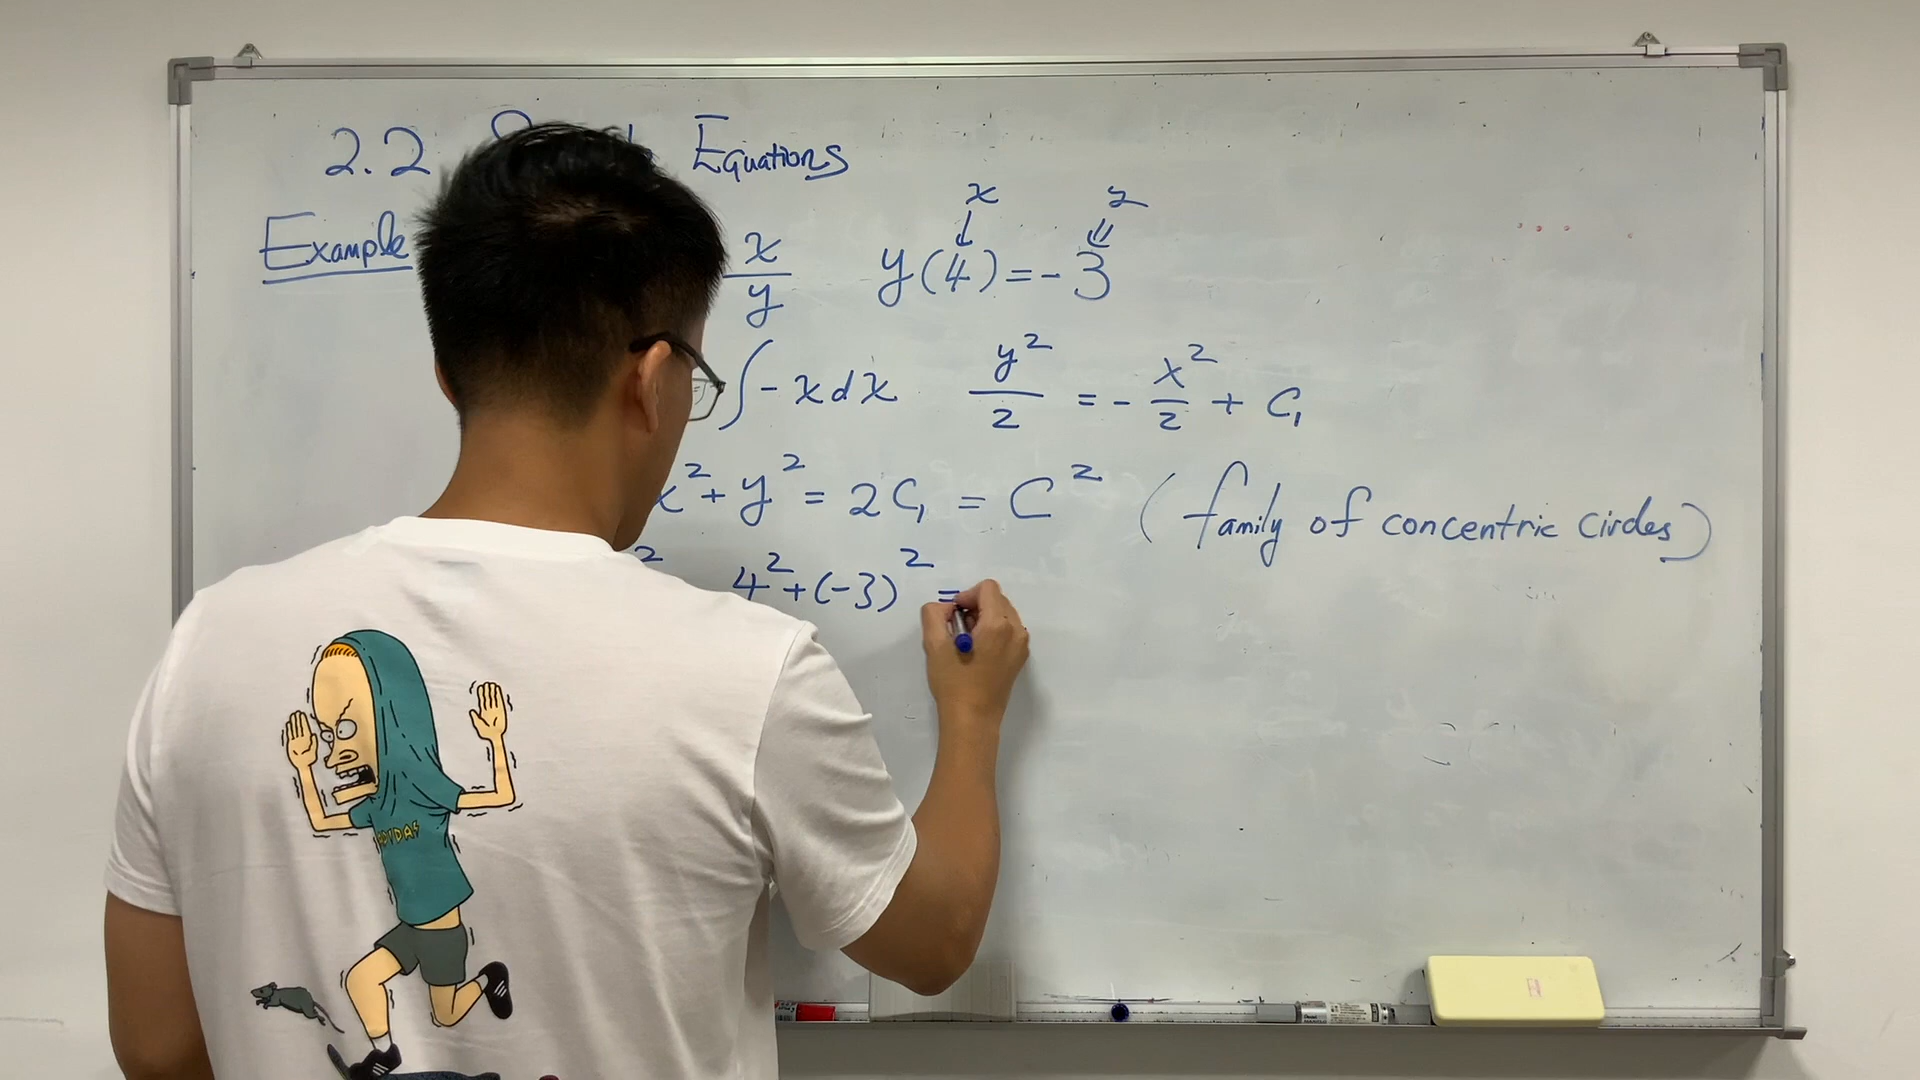 2.2 Equations
Example x/y y(4)=-3
x ↓ y ⇓
∫-xdx y²/2 = -x²/2 + C₁
x²+y² = 2C₁ = C² (family of concentric circles)
² 4²+(-3)² =
ADIDAS